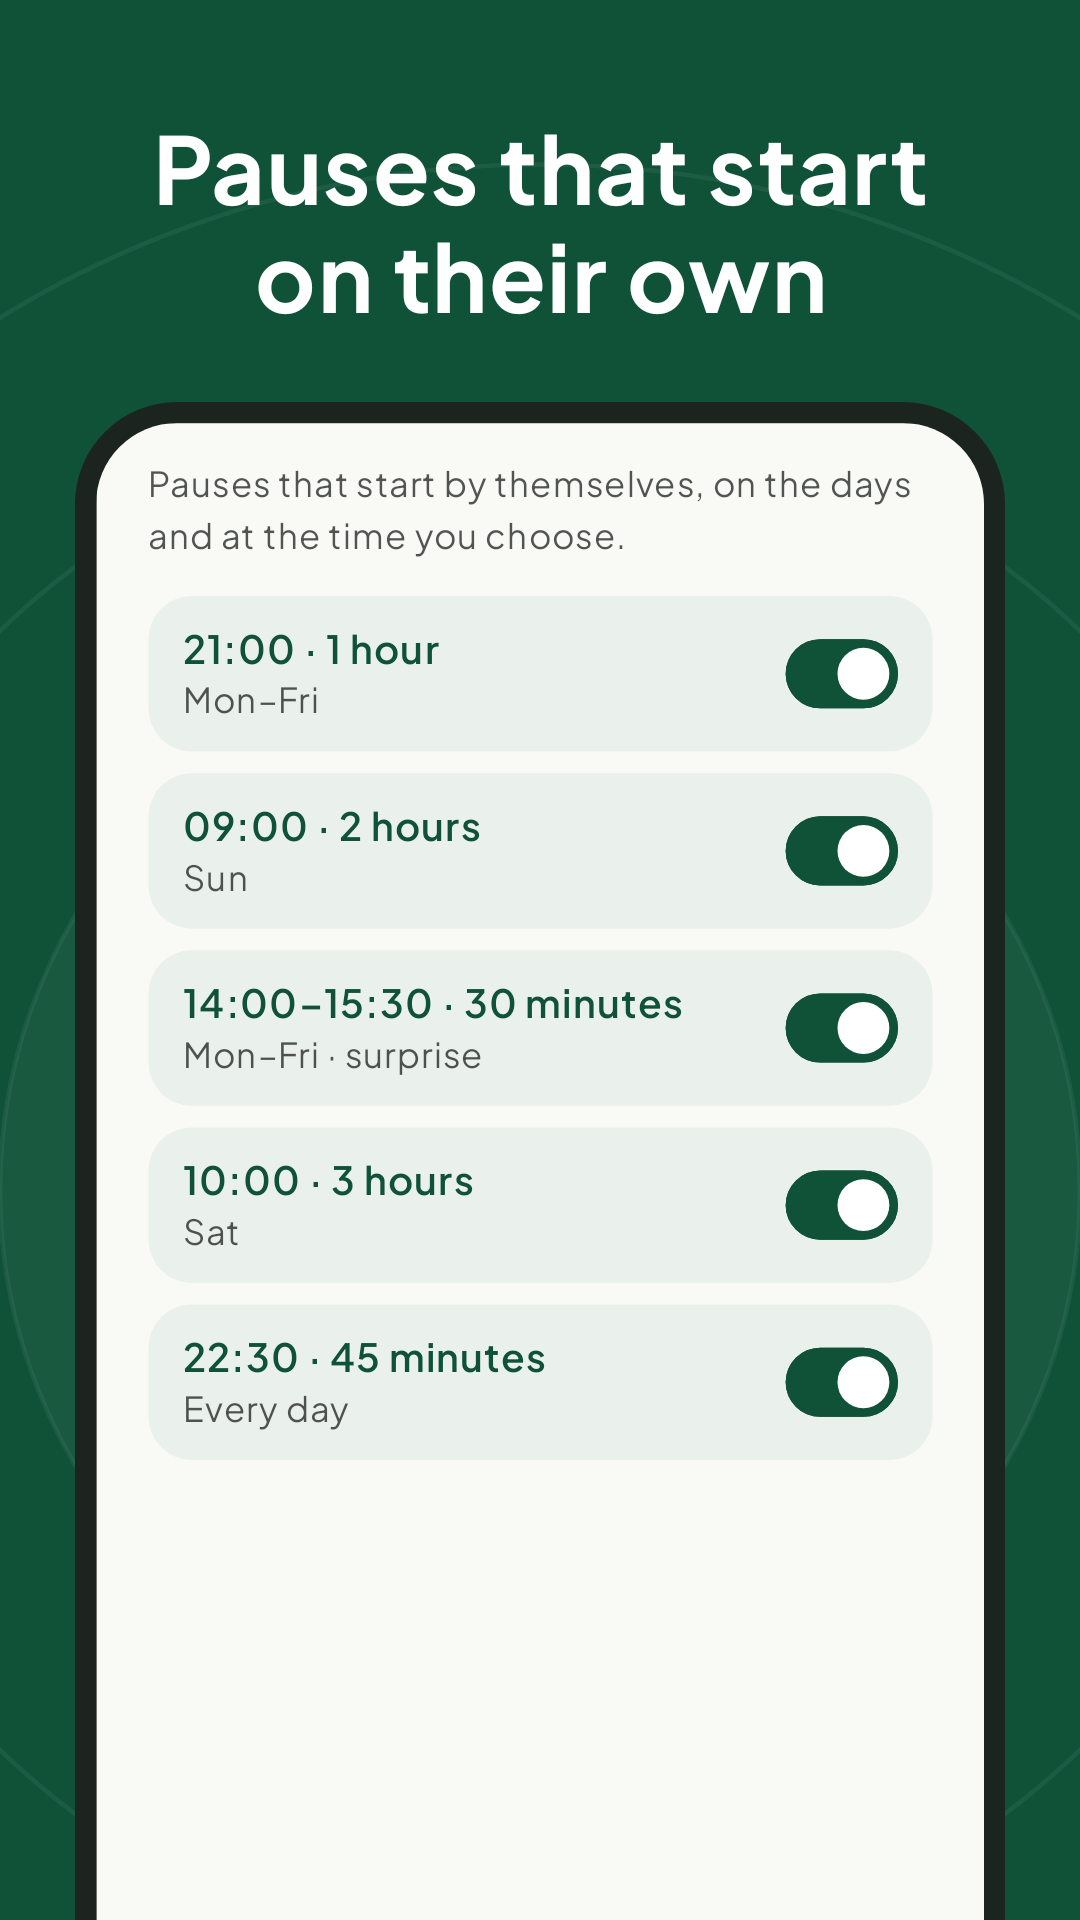 Pauses that start
on their own
Pauses that start by themselves, on the days
and at the time you choose.
21:00 · 1 hour
Mon–Fri
09:00 · 2 hours
Sun
14:00–15:30 · 30 minutes
Mon–Fri · surprise
10:00 · 3 hours
Sat
22:30 · 45 minutes
Every day